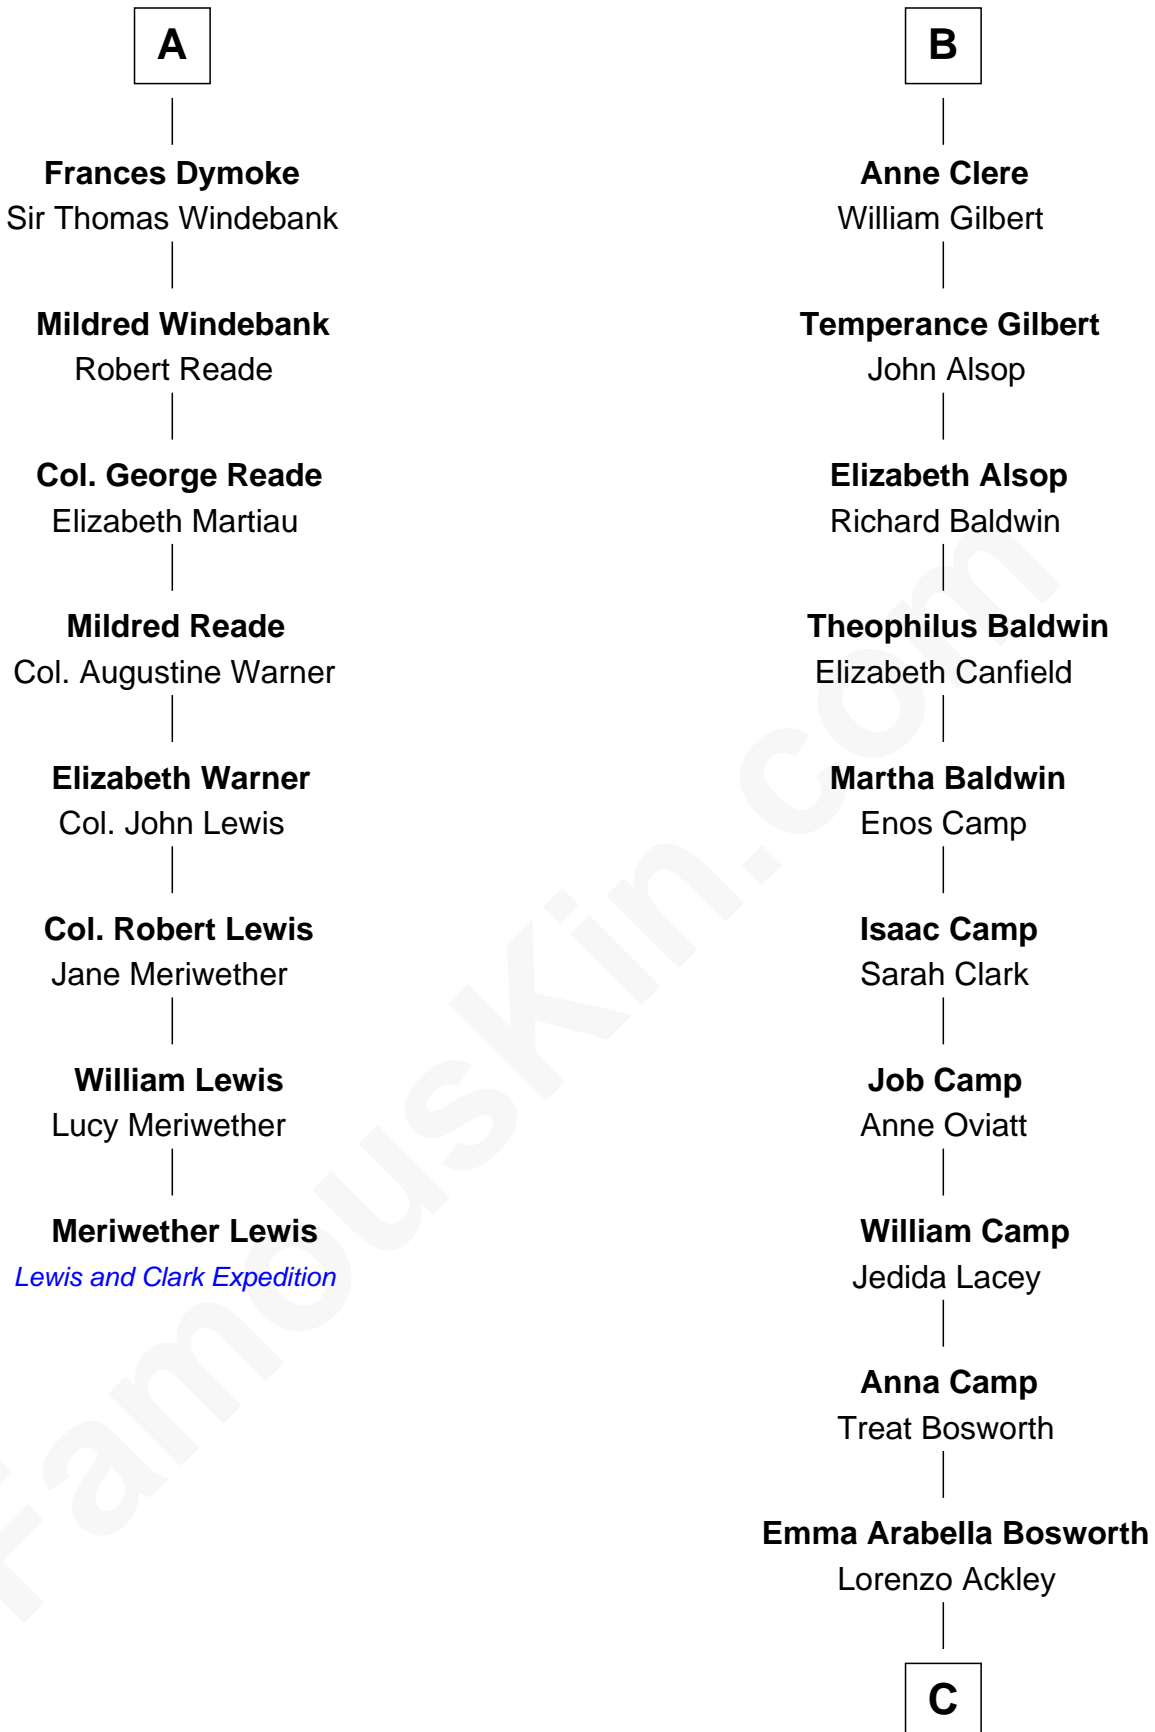 A
Frances Dymoke
Sir Thomas Windebank
Mildred Windebank
Robert Reade
Col. George Reade
Elizabeth Martiau
Mildred Reade
Col. Augustine Warner
Elizabeth Warner
Col. John Lewis
Col. Robert Lewis
Jane Meriwether
William Lewis
Lucy Meriwether
Meriwether Lewis
Lewis and Clark Expedition
B
Anne Clere
William Gilbert
Temperance Gilbert
John Alsop
Elizabeth Alsop
Richard Baldwin
Theophilus Baldwin
Elizabeth Canfield
Martha Baldwin
Enos Camp
Isaac Camp
Sarah Clark
Job Camp
Anne Oviatt
William Camp
Jedida Lacey
Anna Camp
Treat Bosworth
Emma Arabella Bosworth
Lorenzo Ackley
C
FamousKin.com